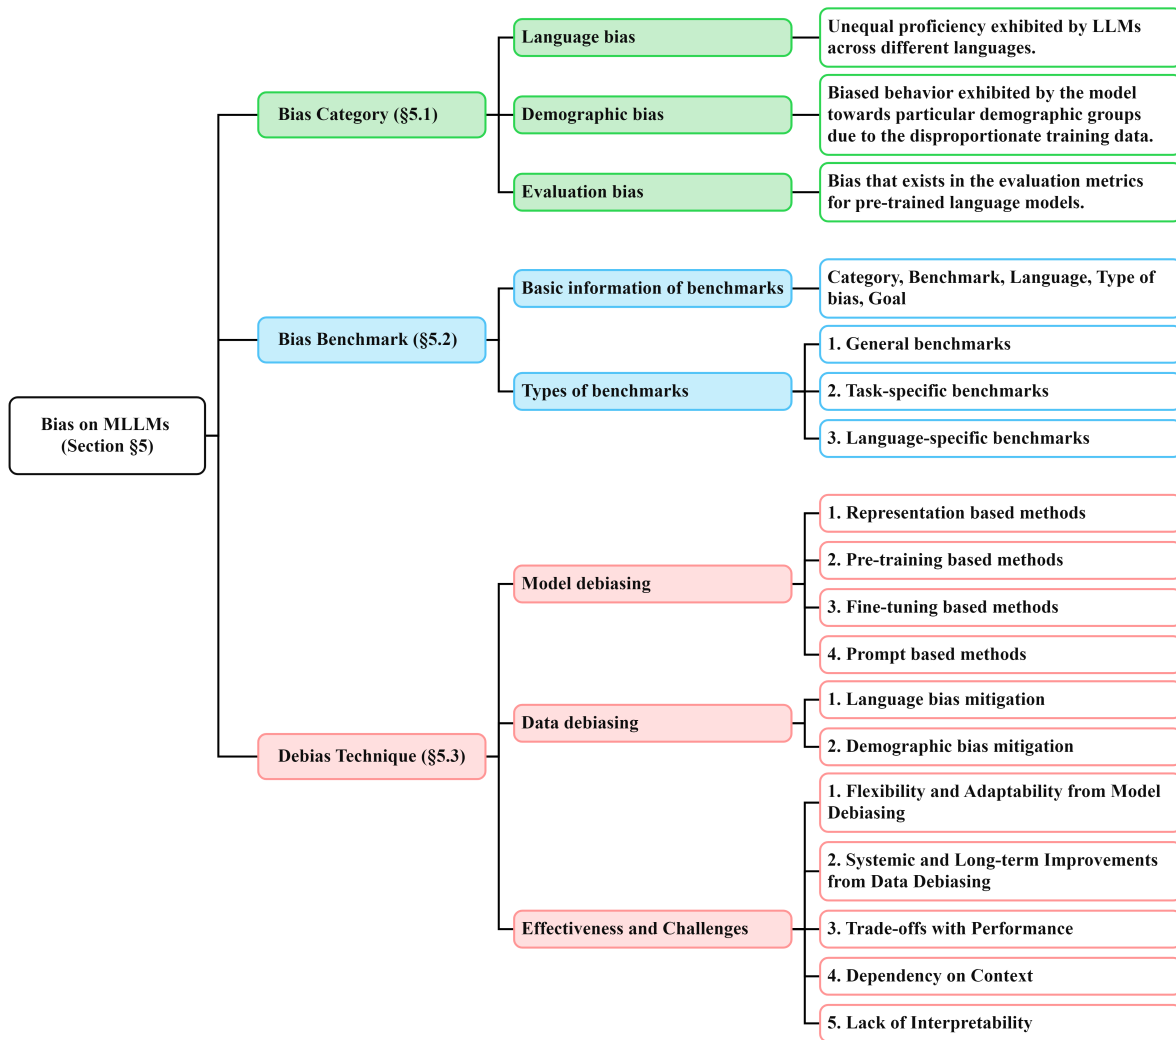 Bias on MLLMs
(Section §5)
Bias Category (§5.1)
Language bias
Unequal proficiency exhibited by LLMs
across different languages.
Demographic bias
Biased behavior exhibited by the model
towards particular demographic groups
due to the disproportionate training data.
Evaluation bias
Bias that exists in the evaluation metrics
for pre-trained language models.
Bias Benchmark (§5.2)
Basic information of benchmarks
Category, Benchmark, Language, Type of
bias, Goal
Types of benchmarks
1. General benchmarks
2. Task-specific benchmarks
3. Language-specific benchmarks
Debias Technique (§5.3)
Model debiasing
1. Representation based methods
2. Pre-training based methods
3. Fine-tuning based methods
4. Prompt based methods
Data debiasing
1. Language bias mitigation
2. Demographic bias mitigation
Effectiveness and Challenges
1. Flexibility and Adaptability from Model
Debiasing
2. Systemic and Long-term Improvements
from Data Debiasing
3. Trade-offs with Performance
4. Dependency on Context
5. Lack of Interpretability